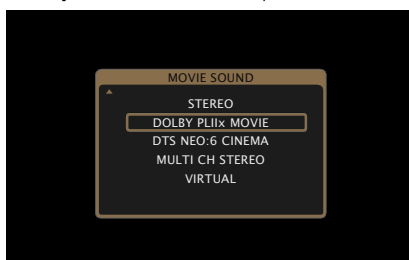 MOVIE SOUND
STEREO
DOLBY PLIIx MOVIE
DTS NEO:6 CINEMA
MULTI CH STEREO
VIRTUAL